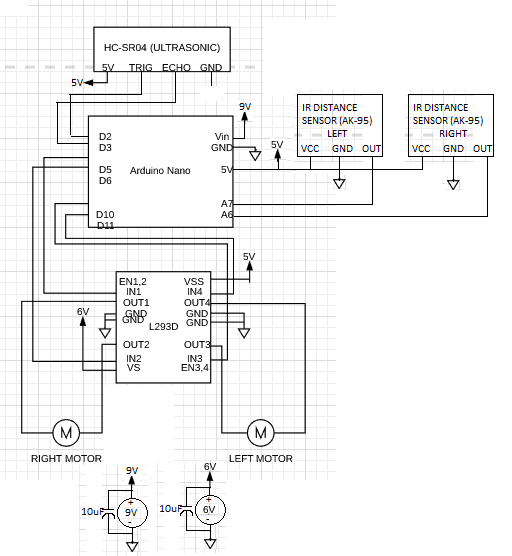 HC-SR04 (ULTRASONIC)
5V TRIG ECHO GND
5V
9V
IR DISTANCE
SENSOR (AK-95)
LEFT
VCC GND OUT
IR DISTANCE
SENSOR (AK-95)
RIGHT
VCC GND OUT
D2
D3
D5
D6
D10
D11
Arduino Nano
Vin
GND
5V
A7
A6
5V
5V
6V
EN1,2
IN1
OUT1
GND
GND
OUT2
IN2
VS
L293D
VSS
IN4
OUT4
GND
GND
OUT3
IN3
EN3,4
M
RIGHT MOTOR
M
LEFT MOTOR
9V
10uF
+
9V
-
6V
10uF
+
6V
-